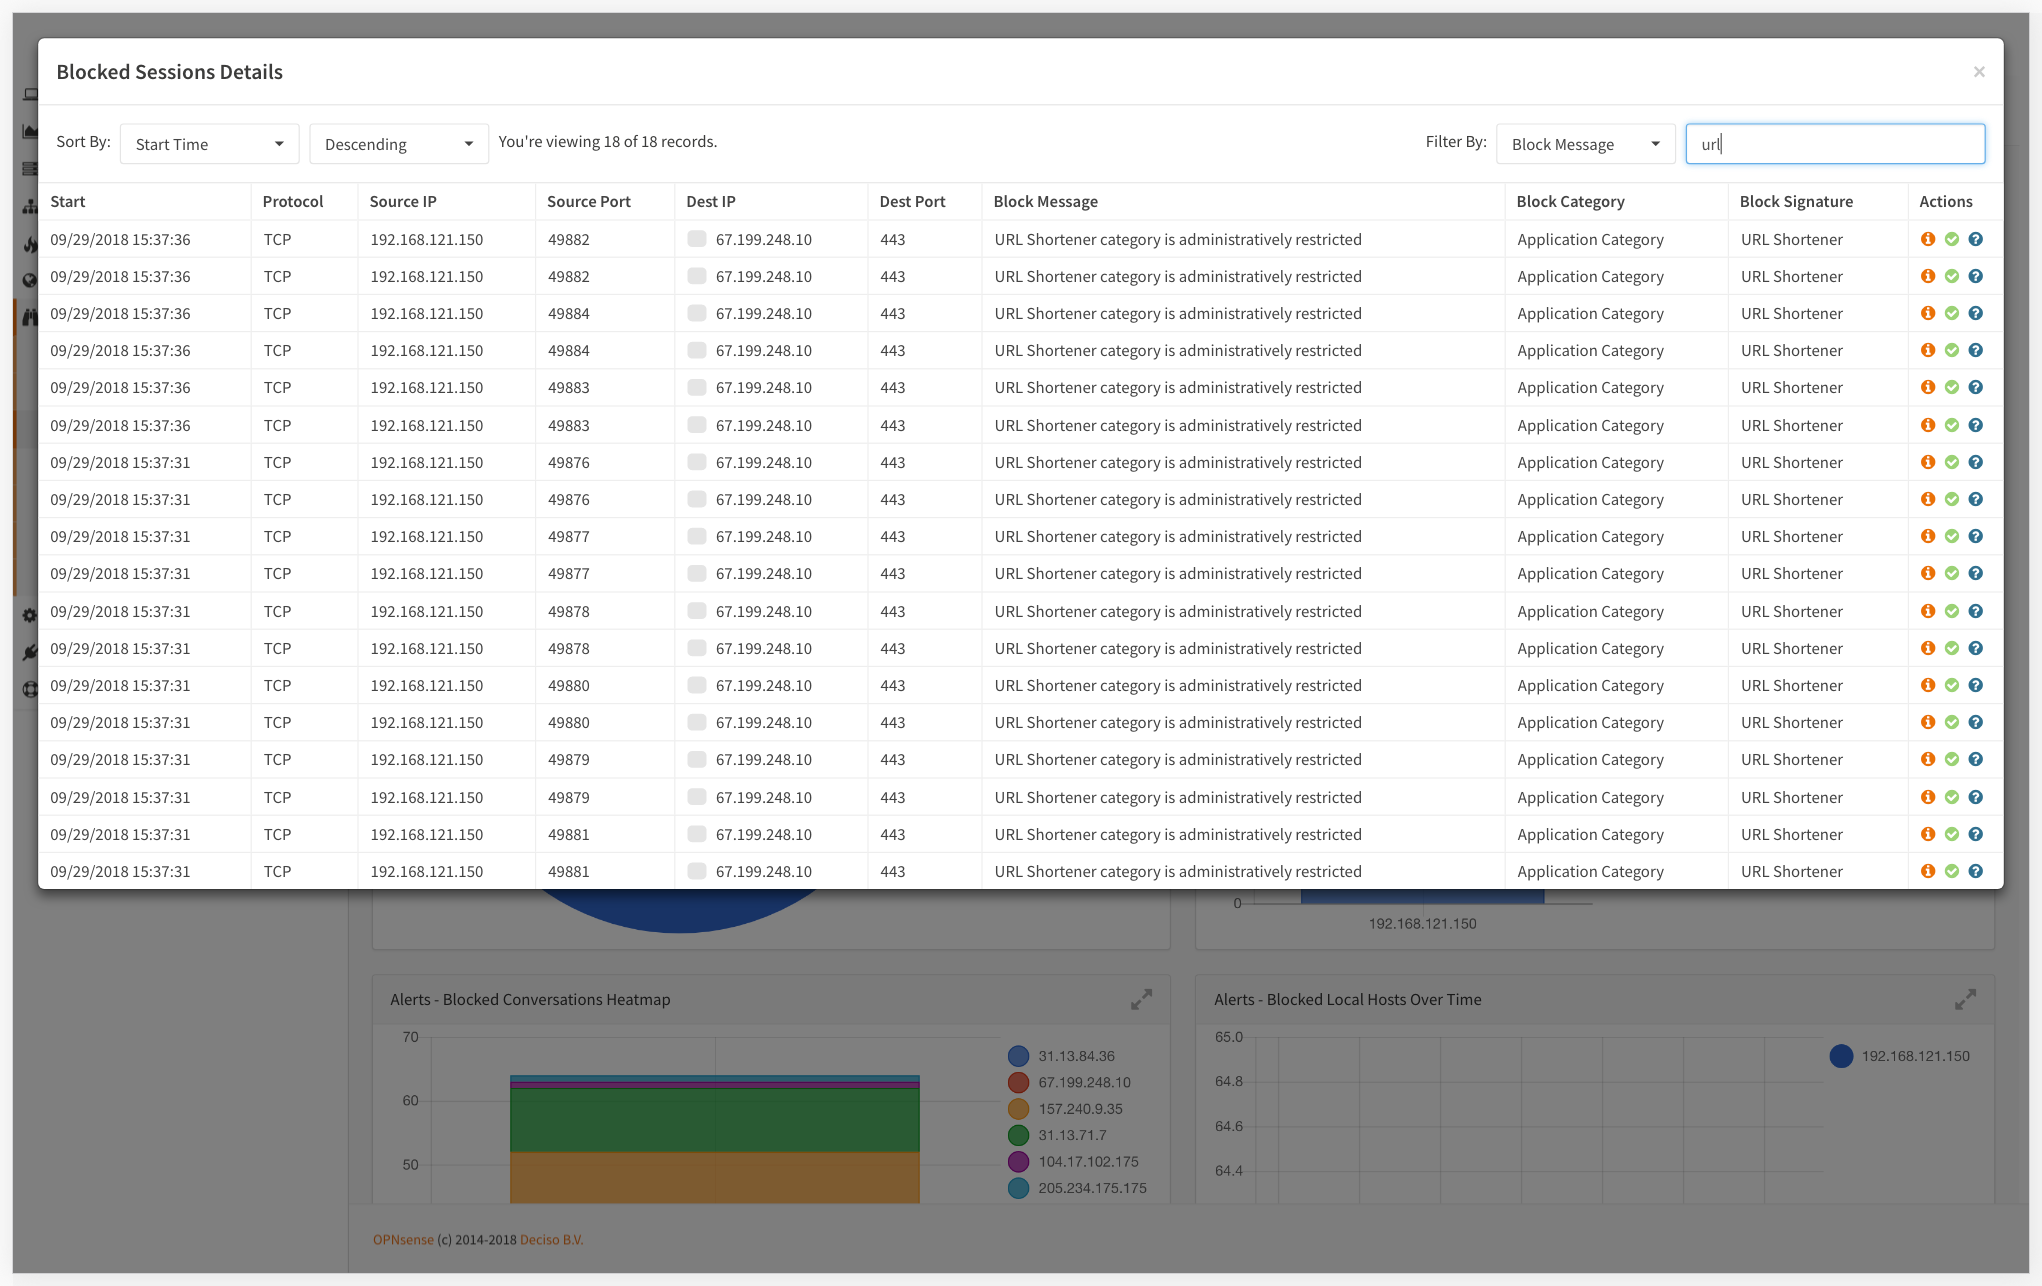 Blocked Sessions Details ×
Sort By: Start Time Descending You're viewing 18 of 18 records. Filter By: Block Message url
Start Protocol Source IP Source Port Dest IP Dest Port Block Message Block Category Block Signature Actions
09/29/2018 15:37:36 TCP 192.168.121.150 49882 67.199.248.10 443 URL Shortener category is administratively restricted Application Category URL Shortener
09/29/2018 15:37:36 TCP 192.168.121.150 49882 67.199.248.10 443 URL Shortener category is administratively restricted Application Category URL Shortener
09/29/2018 15:37:36 TCP 192.168.121.150 49884 67.199.248.10 443 URL Shortener category is administratively restricted Application Category URL Shortener
09/29/2018 15:37:36 TCP 192.168.121.150 49884 67.199.248.10 443 URL Shortener category is administratively restricted Application Category URL Shortener
09/29/2018 15:37:36 TCP 192.168.121.150 49883 67.199.248.10 443 URL Shortener category is administratively restricted Application Category URL Shortener
09/29/2018 15:37:36 TCP 192.168.121.150 49883 67.199.248.10 443 URL Shortener category is administratively restricted Application Category URL Shortener
09/29/2018 15:37:31 TCP 192.168.121.150 49876 67.199.248.10 443 URL Shortener category is administratively restricted Application Category URL Shortener
09/29/2018 15:37:31 TCP 192.168.121.150 49876 67.199.248.10 443 URL Shortener category is administratively restricted Application Category URL Shortener
09/29/2018 15:37:31 TCP 192.168.121.150 49877 67.199.248.10 443 URL Shortener category is administratively restricted Application Category URL Shortener
09/29/2018 15:37:31 TCP 192.168.121.150 49877 67.199.248.10 443 URL Shortener category is administratively restricted Application Category URL Shortener
09/29/2018 15:37:31 TCP 192.168.121.150 49878 67.199.248.10 443 URL Shortener category is administratively restricted Application Category URL Shortener
09/29/2018 15:37:31 TCP 192.168.121.150 49878 67.199.248.10 443 URL Shortener category is administratively restricted Application Category URL Shortener
09/29/2018 15:37:31 TCP 192.168.121.150 49880 67.199.248.10 443 URL Shortener category is administratively restricted Application Category URL Shortener
09/29/2018 15:37:31 TCP 192.168.121.150 49880 67.199.248.10 443 URL Shortener category is administratively restricted Application Category URL Shortener
09/29/2018 15:37:31 TCP 192.168.121.150 49879 67.199.248.10 443 URL Shortener category is administratively restricted Application Category URL Shortener
09/29/2018 15:37:31 TCP 192.168.121.150 49879 67.199.248.10 443 URL Shortener category is administratively restricted Application Category URL Shortener
09/29/2018 15:37:31 TCP 192.168.121.150 49881 67.199.248.10 443 URL Shortener category is administratively restricted Application Category URL Shortener
09/29/2018 15:37:31 TCP 192.168.121.150 49881 67.199.248.10 443 URL Shortener category is administratively restricted Application Category URL Shortener
0
192.168.121.150
Alerts - Blocked Conversations Heatmap
70
60
50
31.13.84.36
67.199.248.10
157.240.9.35
31.13.71.7
104.17.102.175
205.234.175.175
Alerts - Blocked Local Hosts Over Time
65.0
64.8
64.6
64.4
192.168.121.150
OPNsense (c) 2014-2018 Deciso B.V.